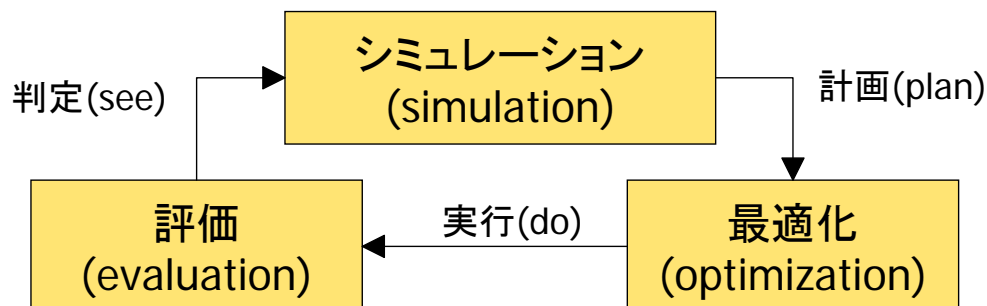 シミュレーション
(simulation)
判定(see)
計画(plan)
評価
(evaluation)
実行(do)
最適化
(optimization)